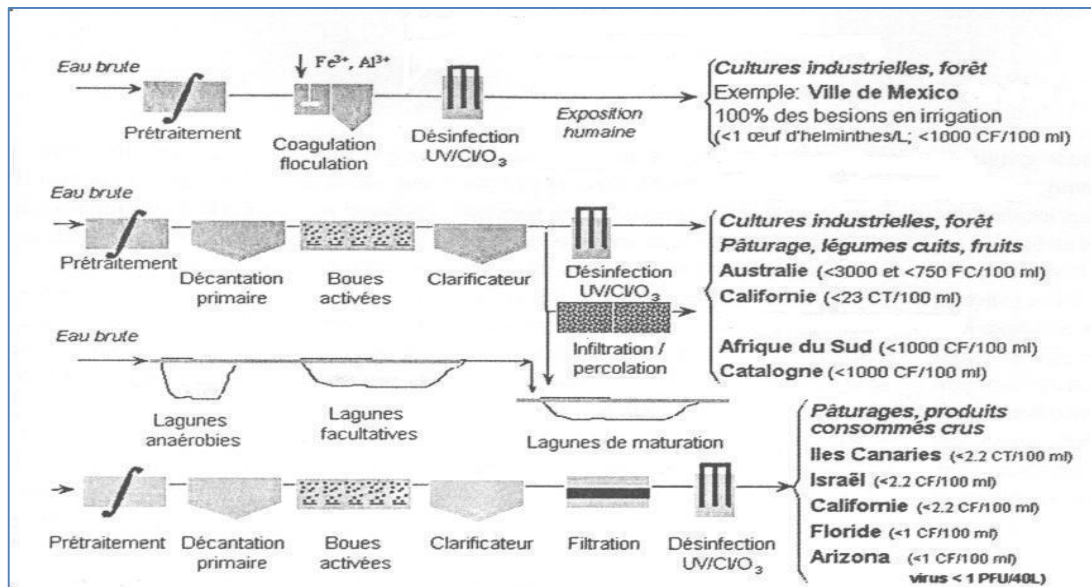 Fe³⁺, Al³⁺
Eau brute
Prétraitement
Coagulation
floculation
Désinfection
UV/Cl/O₃
Exposition
humaine
Cultures industrielles, forêt
Exemple: Ville de Mexico
100% des besions en irrigation
(<1 œuf d'helminthes/L; <1000 CF/100 ml)
Eau brute
Prétraitement
Décantation
primaire
Boues
activées
Clarificateur
Désinfection
UV/Cl/O₃
Infiltration /
percolation
Cultures industrielles, forêt
Pâturage, légumes cuits, fruits
Australie (<3000 et <750 FC/100 ml)
Californie (<23 CT/100 ml)
Afrique du Sud (<1000 CF/100 ml)
Catalogne (<1000 CF/100 ml)
Eau brute
Lagunes
anaérobies
Lagunes
facultatives
Lagunes de maturation
Prétraitement
Décantation
primaire
Boues
activées
Clarificateur
Filtration
Désinfection
UV/Cl/O₃
Pâturages, produits
consommés crus
Iles Canaries (<2.2 CT/100 ml)
Israël (<2.2 CF/100 ml)
Californie (<2.2 CF/100 ml)
Floride (<1 CF/100 ml)
Arizona (<1 CF/100 ml)
virus < 1 PFU/40L)